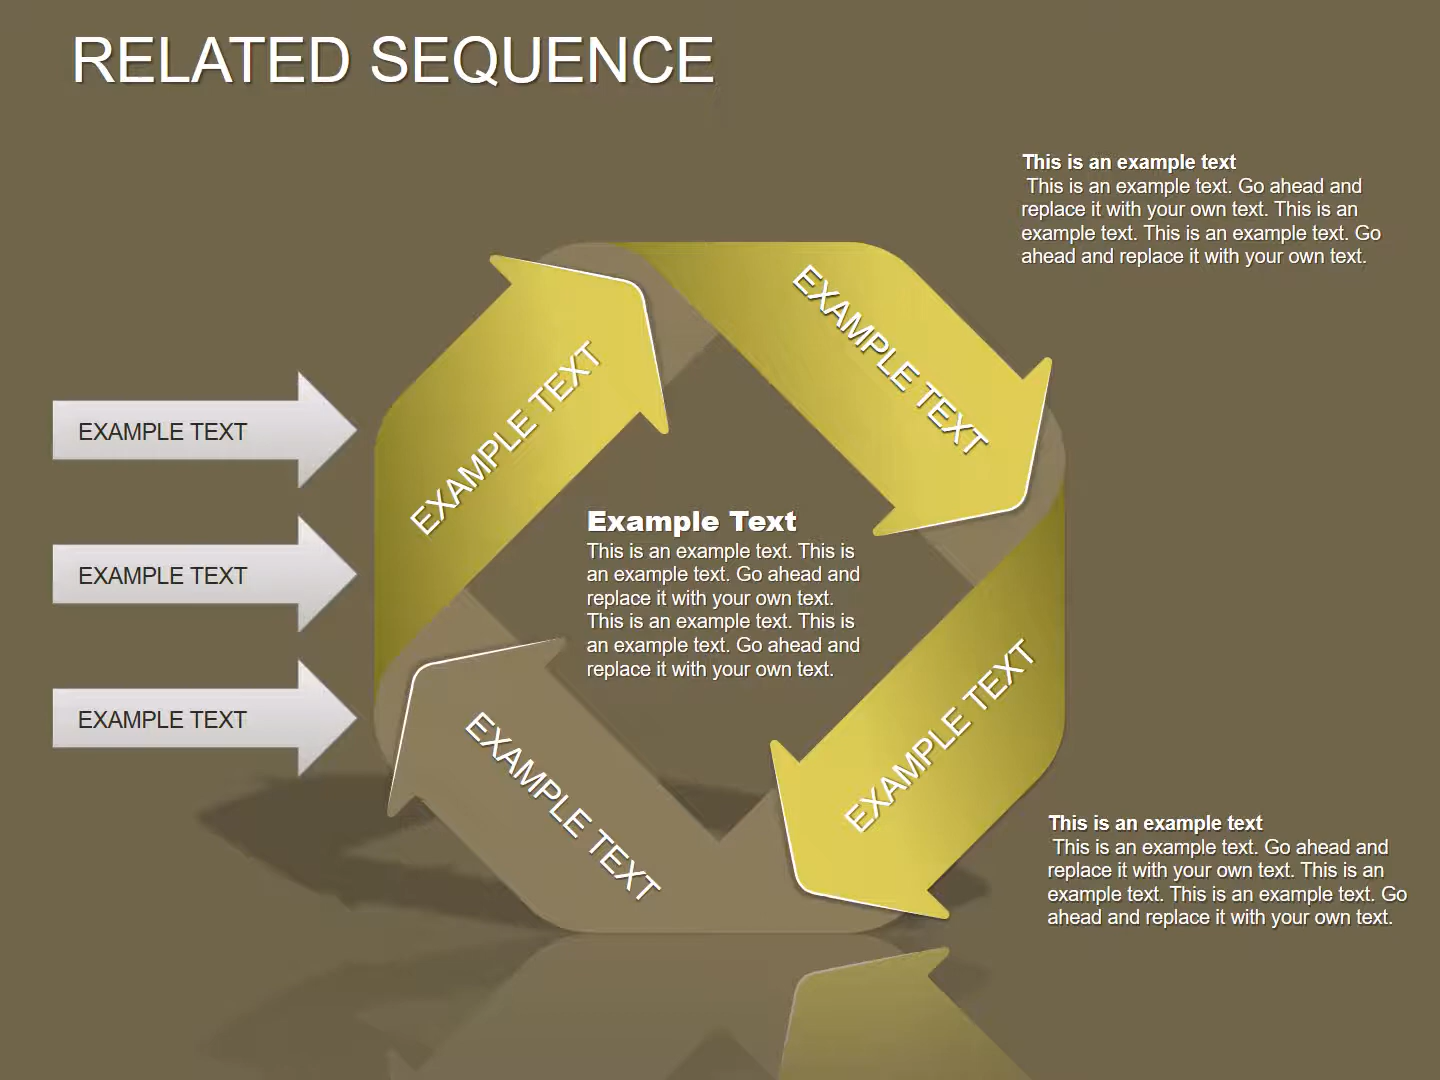 RELATED SEQUENCE
This is an example text
This is an example text. Go ahead and
replace it with your own text. This is an
example text. This is an example text. Go
ahead and replace it with your own text.
EXAMPLE TEXT
EXAMPLE TEXT
EXAMPLE TEXT
EXAMPLE TEXT
EXAMPLE TEXT
Example Text
This is an example text. This is
an example text. Go ahead and
replace it with your own text.
This is an example text. This is
an example text. Go ahead and
replace it with your own text.
EXAMPLE TEXT
EXAMPLE TEXT
This is an example text
This is an example text. Go ahead and
replace it with your own text. This is an
example text. This is an example text. Go
ahead and replace it with your own text.